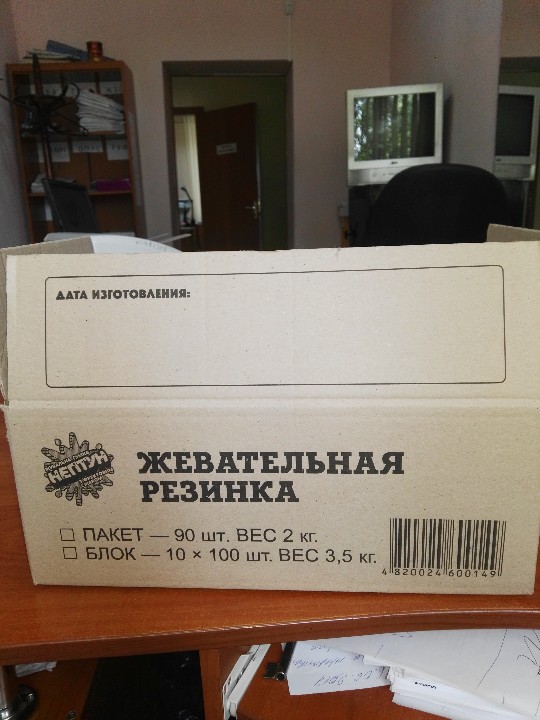 ДАТА ИЗГОТОВЛЕНИЯ:
НЕПТУН
ЖЕВАТЕЛЬНАЯ
РЕЗИНКА
ПАКЕТ — 90 шт. ВЕС 2 кг.
БЛОК — 10 × 100 шт. ВЕС 3,5 кг.
4 820024 600149